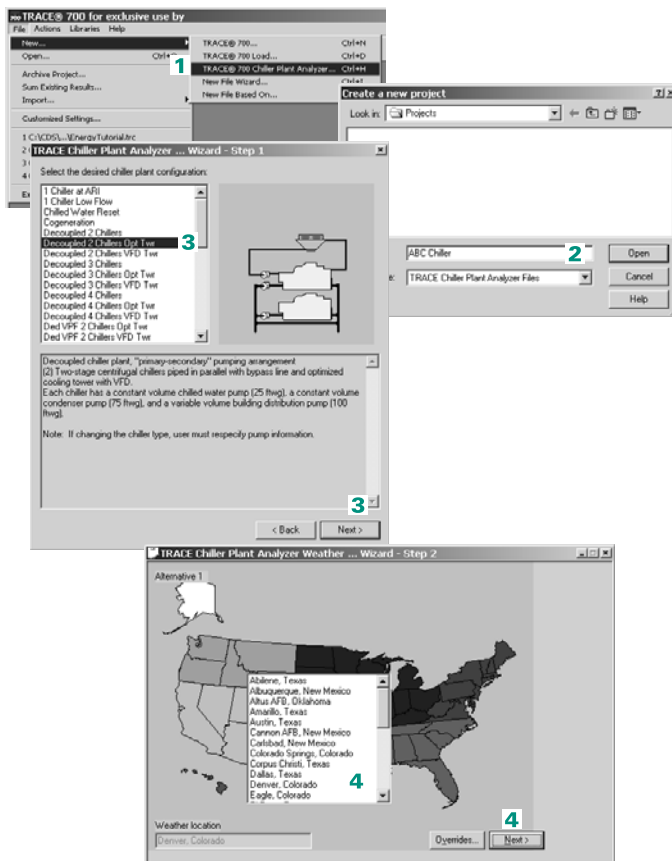 TRACE® 700 for exclusive use by
File Actions Libraries Help
New...
Open...
Archive Project...
Sum Existing Results...
Import...
Customized Settings...
1 C:\CDS\...\EnergyTutorial.trc
2
3
4
1
TRACE® 700... Ctrl+N
TRACE® 700 Load... Ctrl+D
TRACE® 700 Chiller Plant Analyzer... Ctrl+H
New File Wizard...
New File Based On...
Create a new project
Look in: Projects
ABC Chiller
2
Open
TRACE Chiller Plant Analyzer Files
Cancel
Help
TRACE Chiller Plant Analyzer ... Wizard - Step 1
Select the desired chiller plant configuration:
1 Chiller at ARI
1 Chiller Low Flow
Chilled Water Reset
Cogeneration
Decoupled 2 Chillers
Decoupled 2 Chillers Opt Twr
Decoupled 2 Chillers VFD Twr
Decoupled 3 Chillers
Decoupled 3 Chillers Opt Twr
Decoupled 3 Chillers VFD Twr
Decoupled 4 Chillers
Decoupled 4 Chillers Opt Twr
Decoupled 4 Chillers VFD Twr
Ded VPF 2 Chillers Opt Twr
Ded VPF 2 Chillers VFD Twr
3
Decoupled chiller plant, "primary-secondary" pumping arrangement
(2) Two-stage centrifugal chillers piped in parallel with bypass line and optimized
cooling tower with VFD.
Each chiller has a constant volume chilled water pump (25 ftwg), a constant volume
condenser pump (75 ftwg), and a variable volume building distribution pump (100
ftwg).
Note: If changing the chiller type, user must respecify pump information.
3
< Back
Next >
TRACE Chiller Plant Analyzer Weather ... Wizard - Step 2
Alternative 1
Abilene, Texas
Albuquerque, New Mexico
Altus AFB, Oklahoma
Amarillo, Texas
Austin, Texas
Cannon AFB, New Mexico
Carlsbad, New Mexico
Colorado Springs, Colorado
Corpus Christi, Texas
Dallas, Texas
Denver, Colorado
Eagle, Colorado
4
Weather location
Denver, Colorado
4
Overrides...
Next >